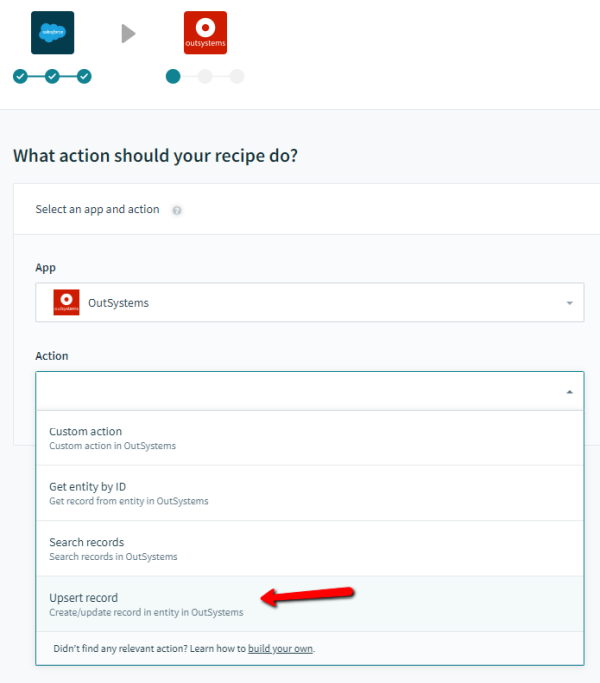 salesforce
outsystems
What action should your recipe do?
Select an app and action ?
App
outsystems OutSystems
Action
Custom action
Custom action in OutSystems
Get entity by ID
Get record from entity in OutSystems
Search records
Search records in OutSystems
Upsert record
Create/update record in entity in OutSystems
Didn't find any relevant action? Learn how to build your own.